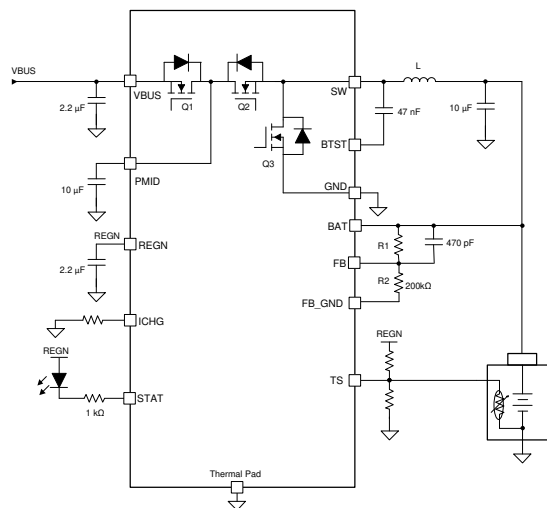 VBUS
2.2 µF
VBUS
Q1
Q2
SW
L
47 nF
10 µF
BTST
Q3
10 µF
PMID
GND
BAT
R1
470 pF
REGN
REGN
2.2 µF
FB
R2
200kΩ
FB_GND
ICHG
REGN
REGN
TS
STAT
1 kΩ
Thermal Pad